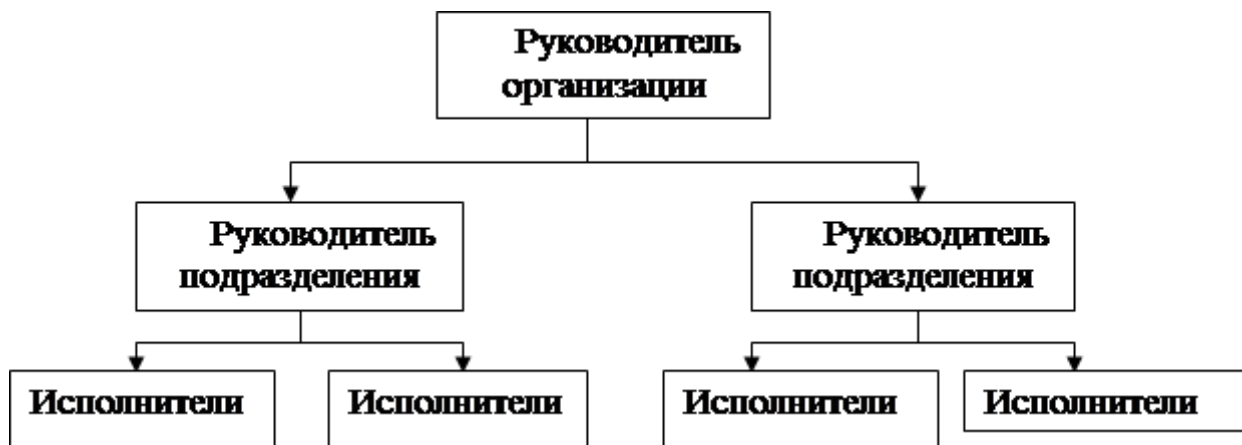 Руководитель
организации
Руководитель
подразделения
Руководитель
подразделения
Исполнители
Исполнители
Исполнители
Исполнители